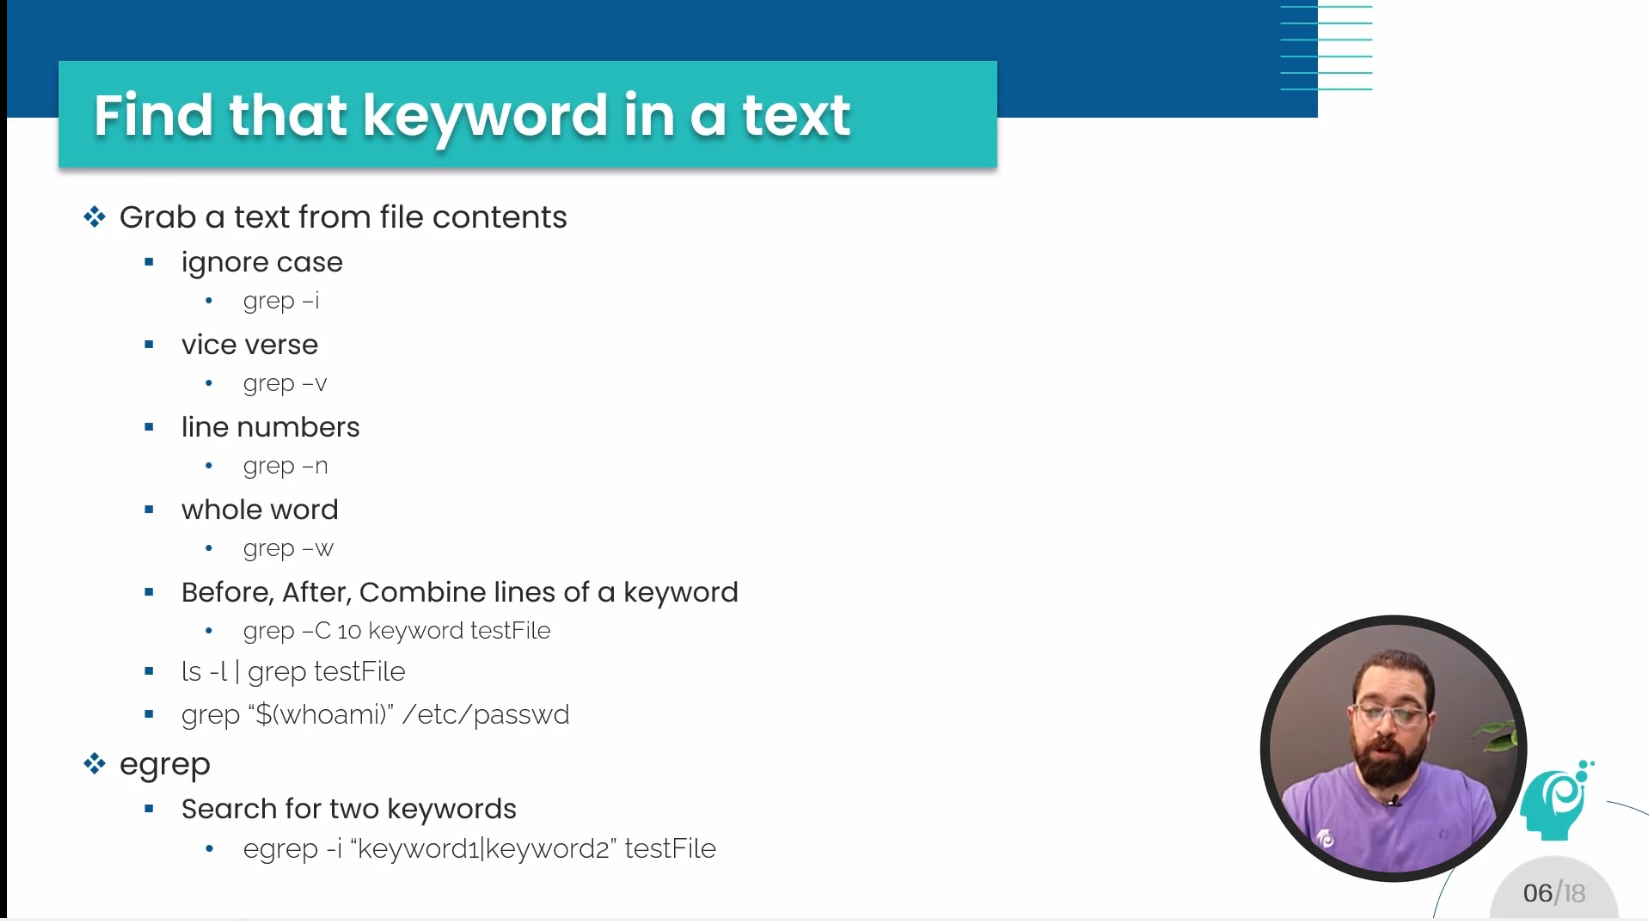 Find that keyword in a text
❖ Grab a text from file contents
▪ ignore case
• grep –i
▪ vice verse
• grep –v
▪ line numbers
• grep –n
▪ whole word
• grep –w
▪ Before, After, Combine lines of a keyword
• grep –C 10 keyword testFile
▪ ls -l | grep testFile
▪ grep “$(whoami)” /etc/passwd
❖ egrep
▪ Search for two keywords
• egrep -i “keyword1|keyword2” testFile
06/18